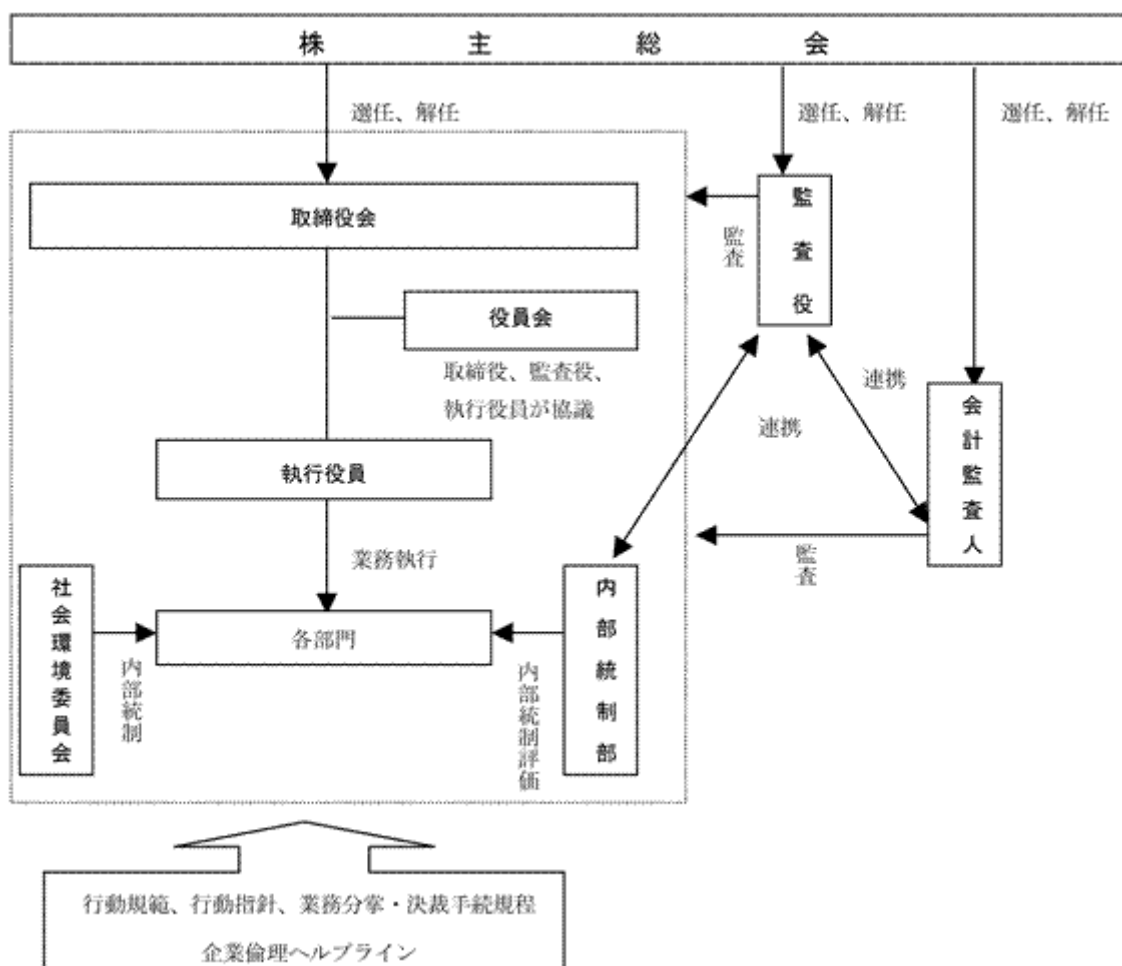 株主総会
選任、解任
選任、解任
選任、解任
取締役会
監査役
監査
役員会
取締役、監査役、
執行役員が協議
連携
連携
会計監査人
執行役員
監査
業務執行
社会環境委員会
内部統制
各部門
内部統制評価
内部統制部
行動規範、行動指針、業務分掌・決裁手続規程
企業倫理ヘルプライン